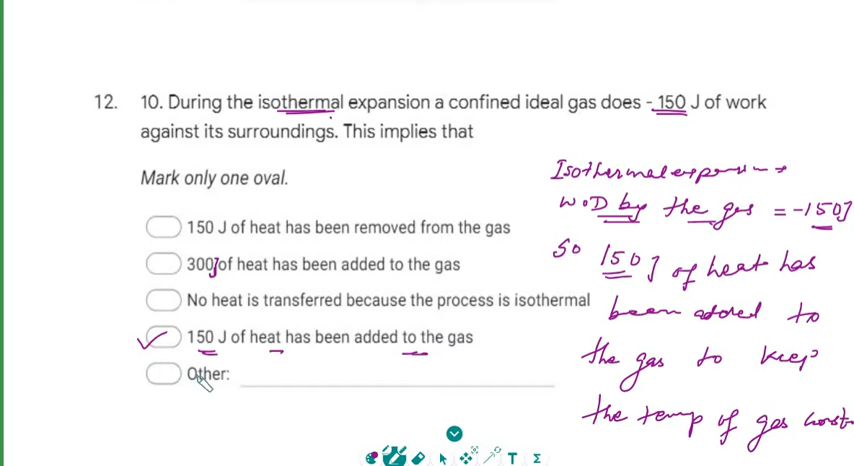 12. 10. During the isothermal expansion a confined ideal gas does - 150 J of work
against its surroundings. This implies that
Mark only one oval.
150 J of heat has been removed from the gas
300J of heat has been added to the gas
No heat is transferred because the process is isothermal
150 J of heat has been added to the gas
Other:
Isothermal
WOD by the gas = -150J
So 150J of heat has
been added to
the gas to keep
the temp of gas const.
T Σ